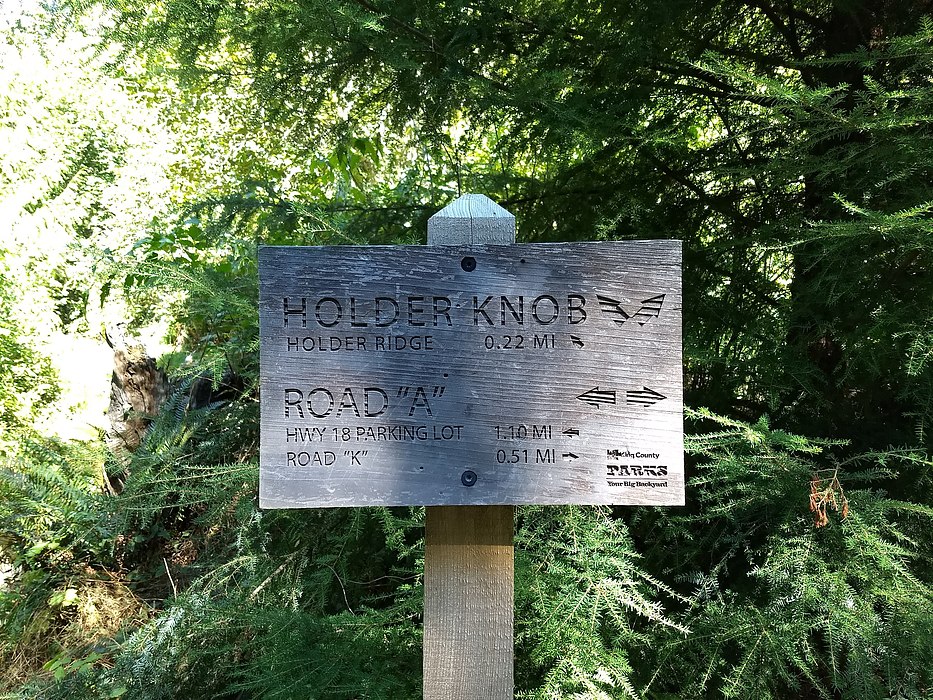 HOLDER KNOB
HOLDER RIDGE 0.22 MI
ROAD "A"
HWY 18 PARKING LOT 1.10 MI
ROAD "K" 0.51 MI
King County
PARKS
Your Big Backyard